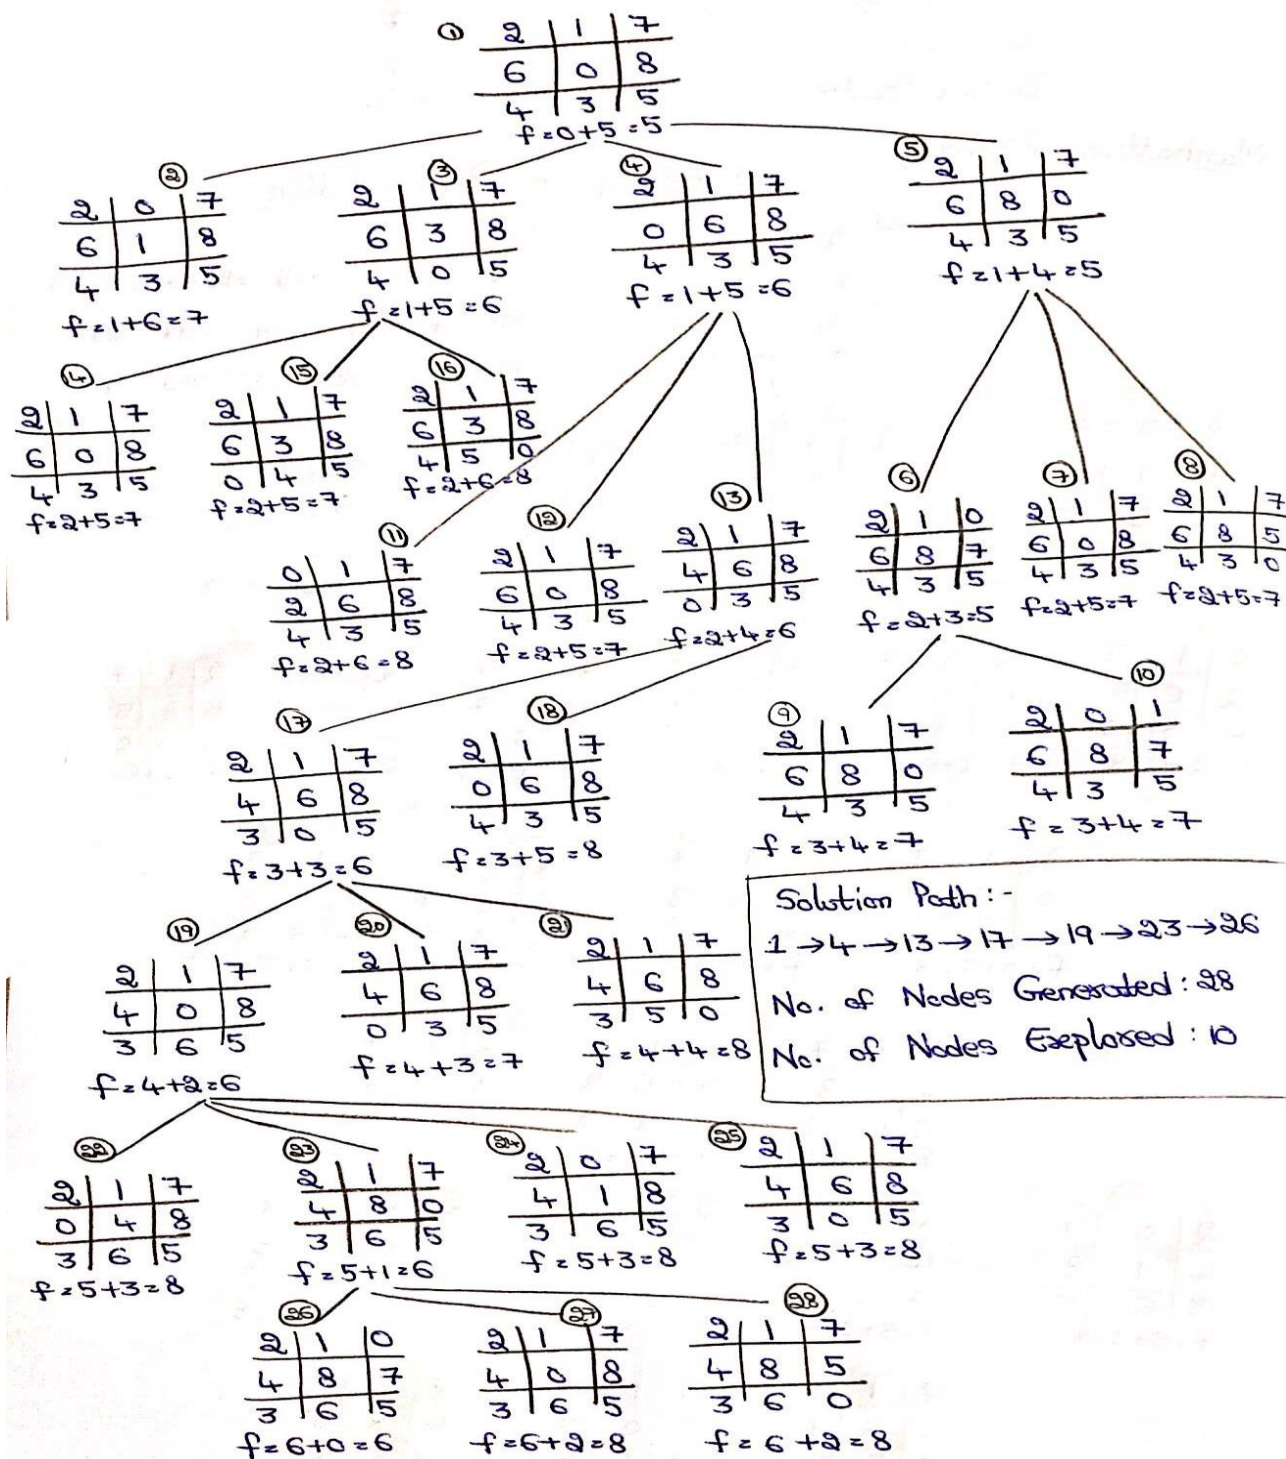 ①
2 1 7
6 0 8
4 3 5
f=0+5=5
②
2 0 7
6 1 8
4 3 5
f=1+6=7
③
2 1 7
6 3 8
4 0 5
f=1+5=6
④
2 1 7
0 6 8
4 3 5
f=1+5=6
⑤
2 1 7
6 8 0
4 3 5
f=1+4=5
⑭
2 1 7
6 0 8
4 3 5
f=2+5=7
⑮
2 1 7
6 3 8
0 4 5
f=2+5=7
⑯
2 1 7
6 3 8
4 5 0
f=2+6=8
⑪
0 1 7
2 6 8
4 3 5
f=2+6=8
⑫
2 1 7
6 0 8
4 3 5
f=2+5=7
⑬
2 1 7
4 6 8
0 3 5
f=2+4=6
⑥
2 1 0
6 8 7
4 3 5
f=2+3=5
⑦
2 1 7
6 0 8
4 3 5
f=2+5=7
⑧
2 1 7
6 8 5
4 3 0
f=2+5=7
⑰
2 1 7
4 6 8
3 0 5
f=3+3=6
⑱
2 1 7
0 6 8
4 3 5
f=3+5=8
⑨
2 1 7
6 8 0
4 3 5
f=3+4=7
⑩
2 0 1
6 8 7
4 3 5
f=3+4=7
⑲
2 1 7
4 0 8
3 6 5
f=4+2=6
⑳
2 1 7
4 6 8
0 3 5
f=4+3=7
㉑
2 1 7
4 6 8
3 5 0
f=4+4=8
Solution Path:-
1→4→13→17→19→23→26
No. of Nodes Generated: 28
No. of Nodes Exeplored: 10
㉒
2 1 7
0 4 8
3 6 5
f=5+3=8
㉓
2 1 7
4 8 0
3 6 5
f=5+1=6
㉔
2 0 7
4 1 8
3 6 5
f=5+3=8
㉕
2 1 7
4 6 8
3 0 5
f=5+3=8
㉖
2 1 0
4 8 7
3 6 5
f=6+0=6
㉗
2 1 7
4 0 8
3 6 5
f=6+2=8
㉘
2 1 7
4 8 5
3 6 0
f=6+2=8